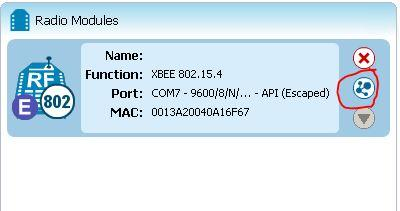 Radio Modules
Name:
Function: XBEE 802.15.4
Port: COM7 - 9600/8/N/... - API (Escaped)
MAC: 0013A20040A16F67
RF
E 802